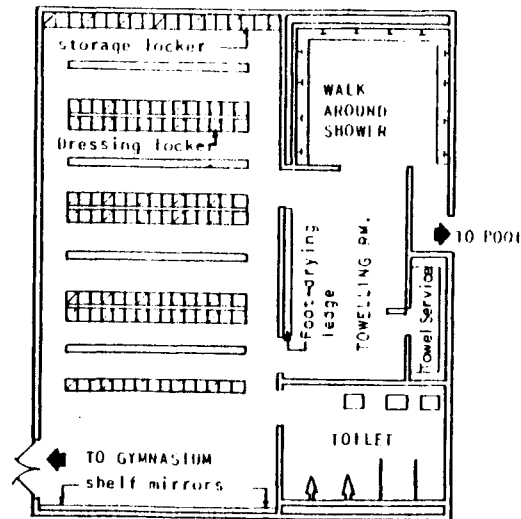 storage locker
WALK
AROUND
SHOWER
Dressing locker
TO POOL
Foot-drying
ledge
TOWELLING RM.
Towel Service
TOILET
TO GYMNASIUM
shelf mirrors